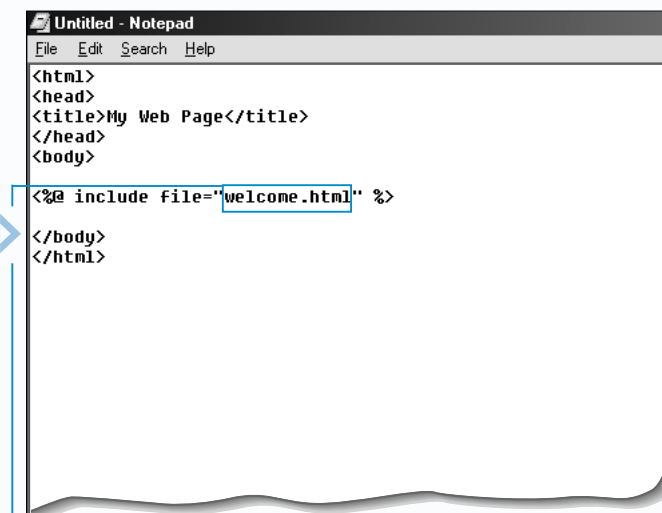 Untitled - Notepad
File Edit Search Help
<html>
<head>
<title>My Web Page</title>
</head>
<body>
<%@ include file="welcome.html" %>
</body>
</html>